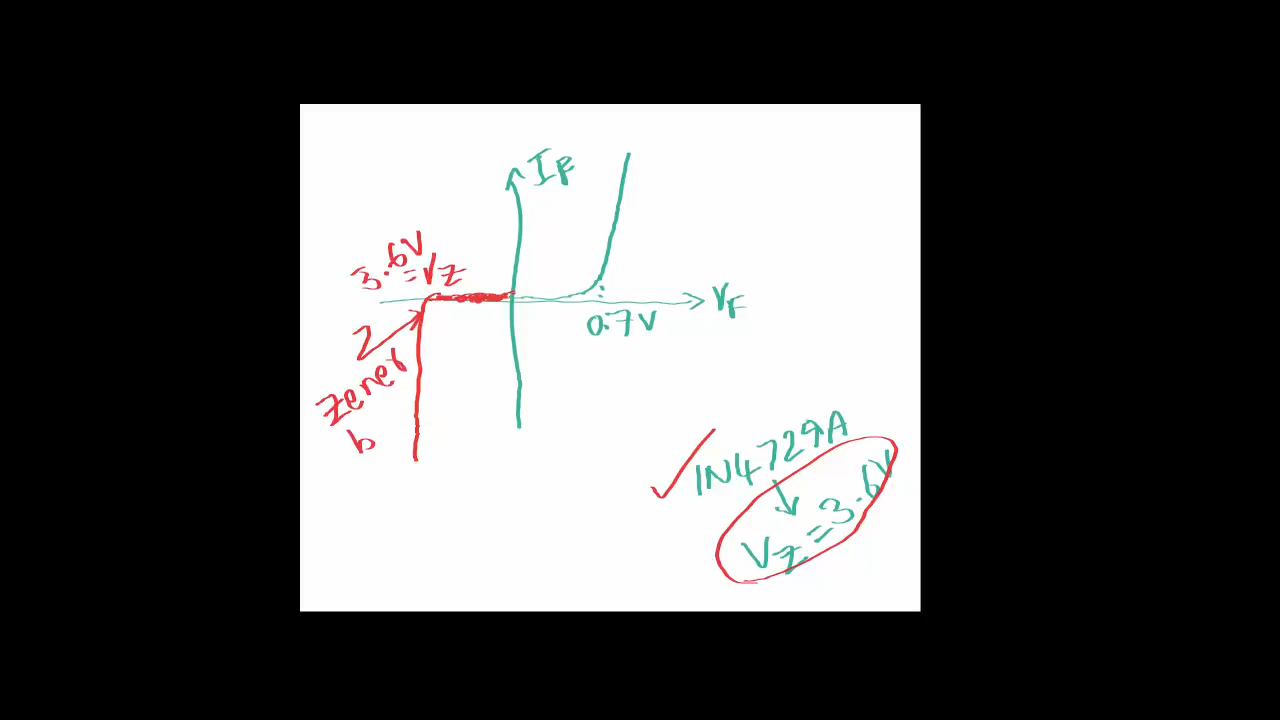 IF
3.6V
=VZ
VF
0.7V
Zener
b
1N4729A
VZ=3.6V